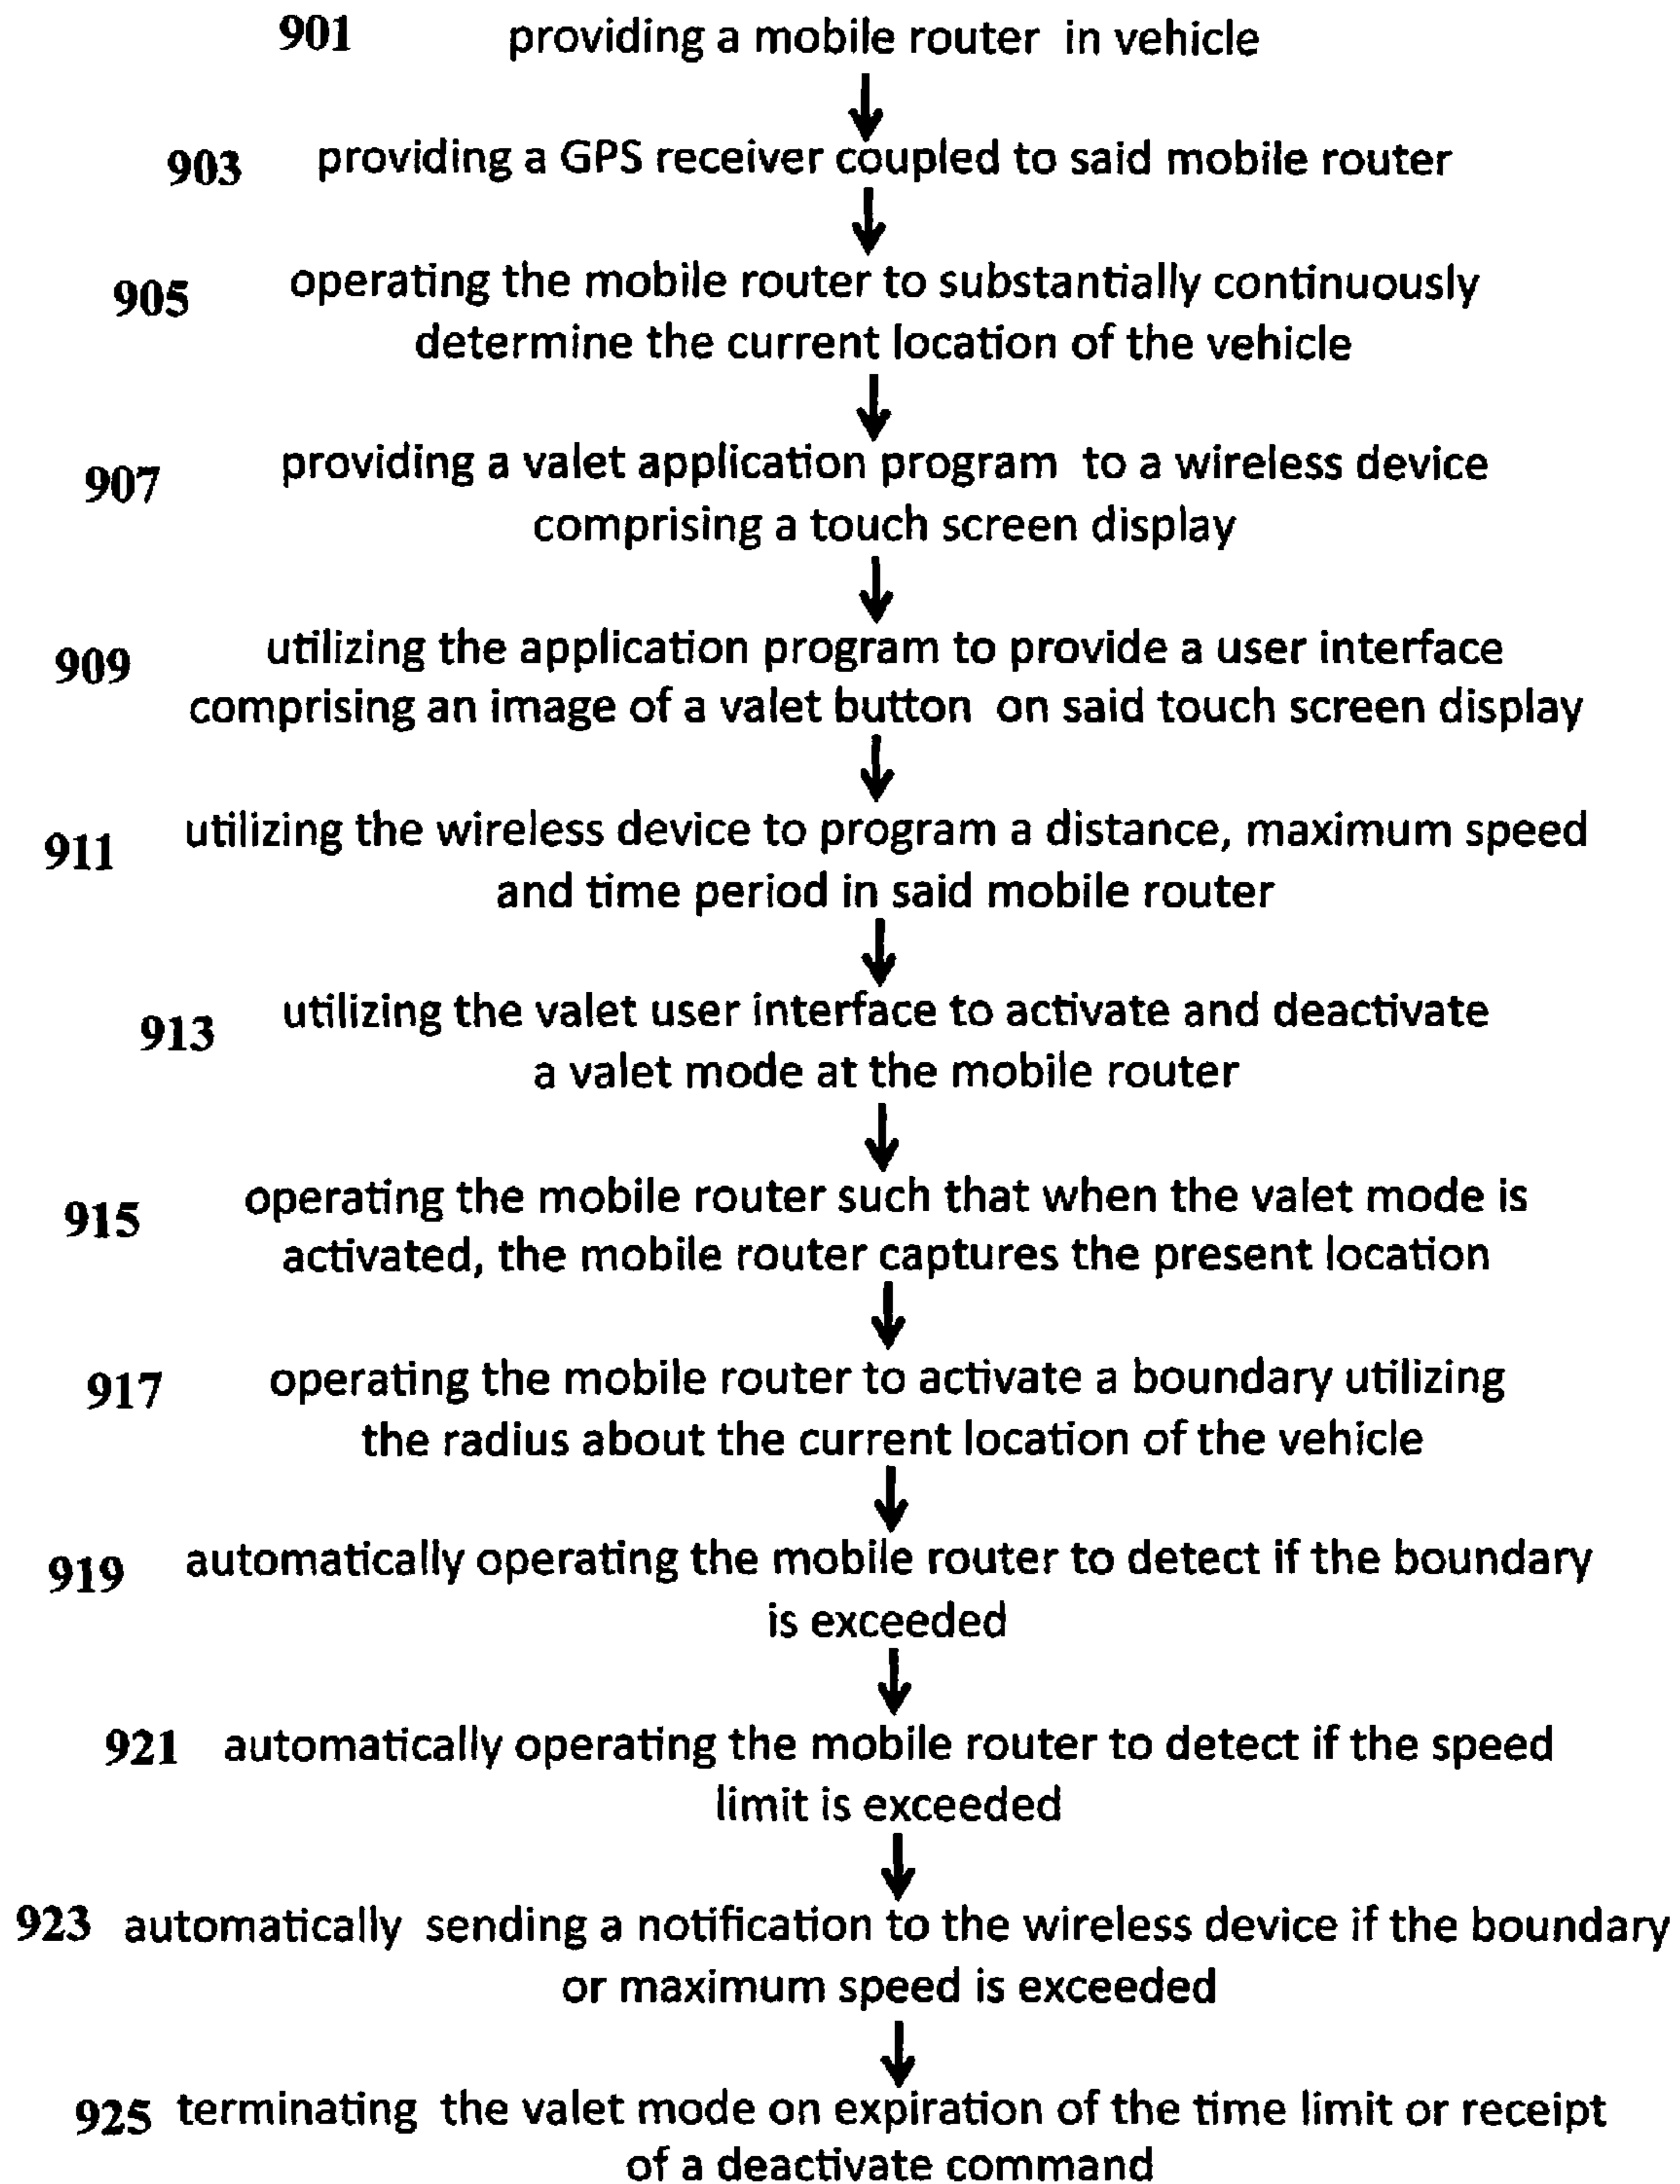 901 providing a mobile router in vehicle
903 providing a GPS receiver coupled to said mobile router
905 operating the mobile router to substantially continuously
determine the current location of the vehicle
907 providing a valet application program to a wireless device
comprising a touch screen display
909 utilizing the application program to provide a user interface
comprising an image of a valet button on said touch screen display
911 utilizing the wireless device to program a distance, maximum speed
and time period in said mobile router
913 utilizing the valet user interface to activate and deactivate
a valet mode at the mobile router
915 operating the mobile router such that when the valet mode is
activated, the mobile router captures the present location
917 operating the mobile router to activate a boundary utilizing
the radius about the current location of the vehicle
919 automatically operating the mobile router to detect if the boundary
is exceeded
921 automatically operating the mobile router to detect if the speed
limit is exceeded
923 automatically sending a notification to the wireless device if the boundary
or maximum speed is exceeded
925 terminating the valet mode on expiration of the time limit or receipt
of a deactivate command